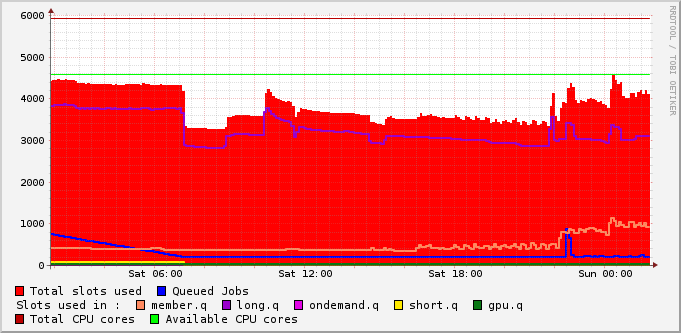 RRDTOOL / TOBI OETIKER
6000
5000
4000
3000
2000
1000
0
Sat 06:00 Sat 12:00 Sat 18:00 Sun 00:00
Total slots used Queued Jobs
Slots used in : member.q long.q ondemand.q short.q gpu.q
Total CPU cores Available CPU cores